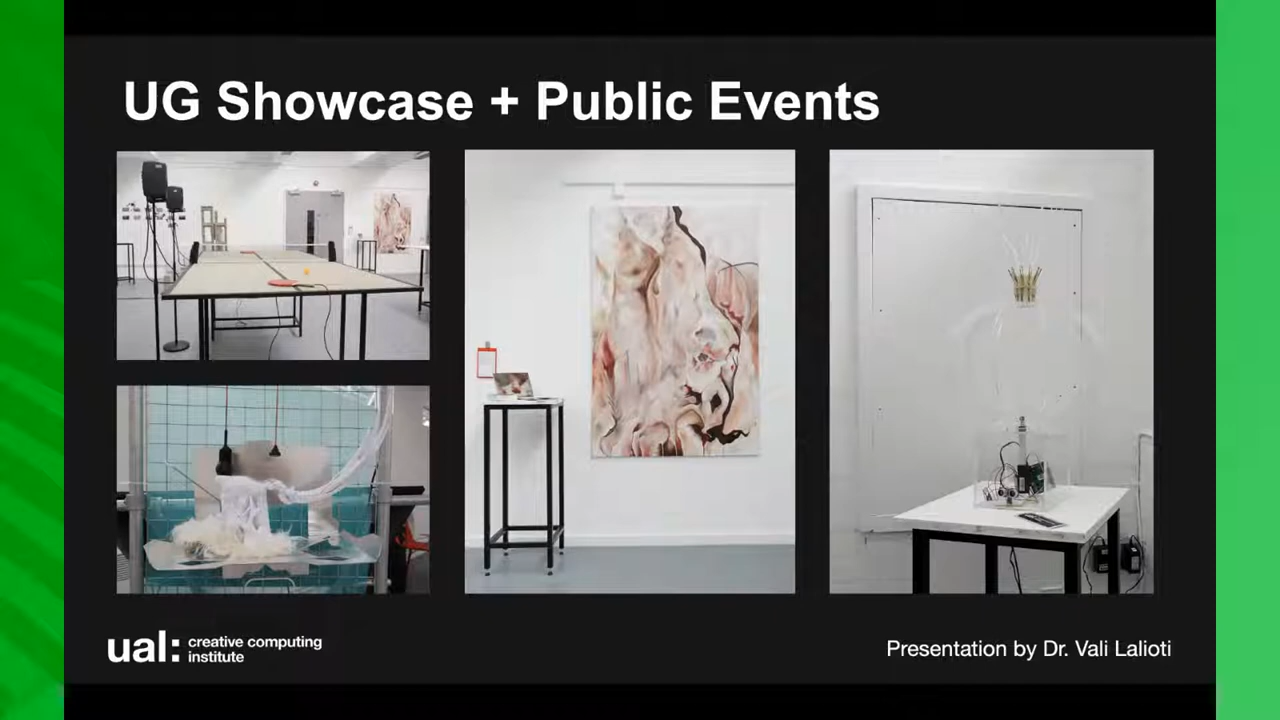 UG Showcase + Public Events
ual: creative computing
institute
Presentation by Dr. Vali Lalioti